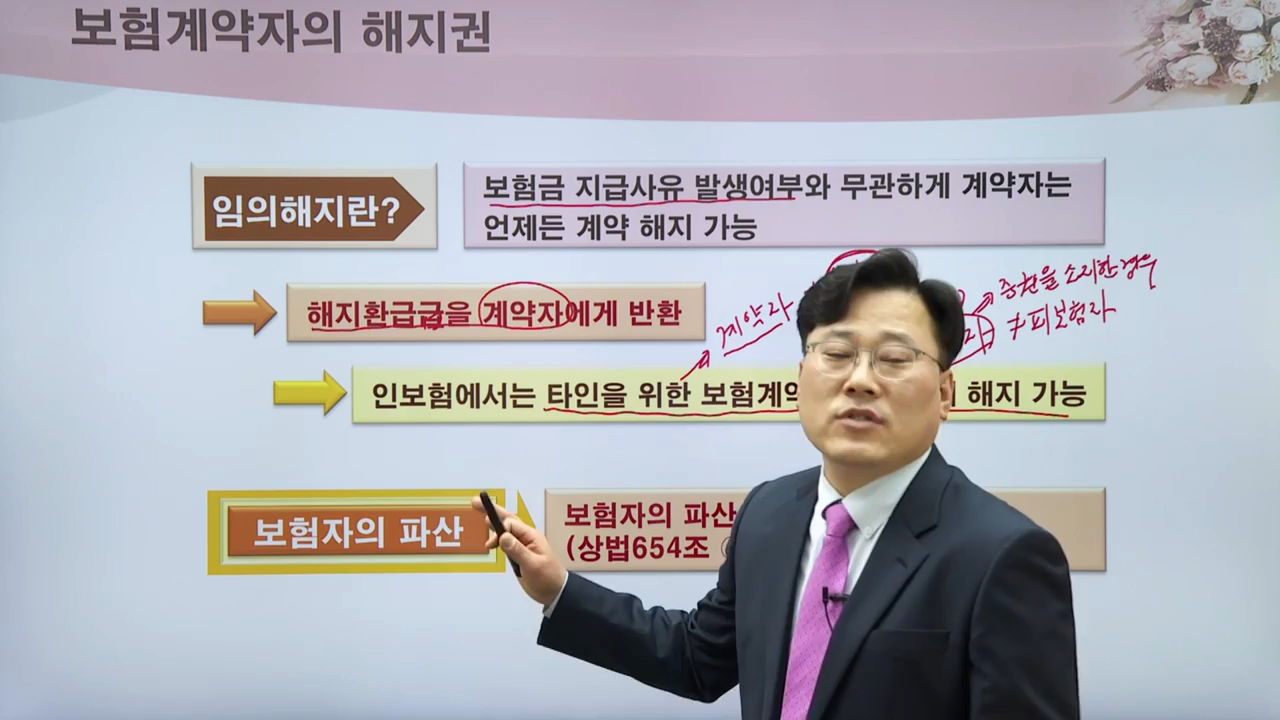 보험계약자의 해지권
임의해지란?
보험금 지급사유 발생여부와 무관하게 계약자는
언제든 계약 해지 가능
해지환급금을 계약자에게 반환
계약자
증권을 소지한 경우
≠피보험자
인보험에서는 타인을 위한 보험계약
해지 가능
보험자의 파산
보험자의 파산
(상법654조